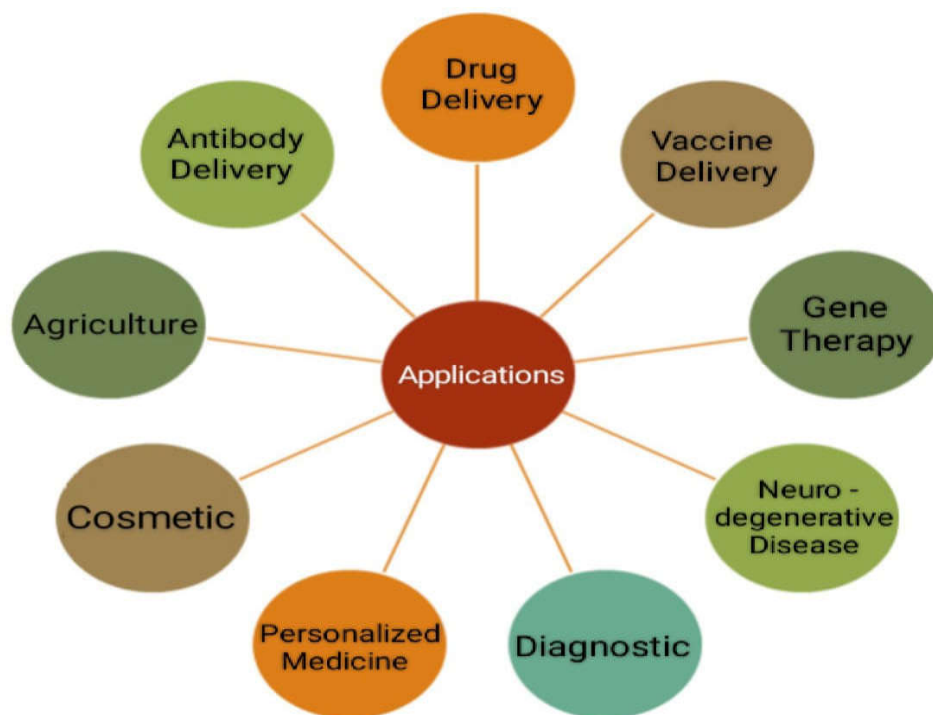 Drug
Delivery
Vaccine
Delivery
Gene
Therapy
Neuro -
degenerative
Disease
Diagnostic
Personalized
Medicine
Cosmetic
Agriculture
Antibody
Delivery
Applications